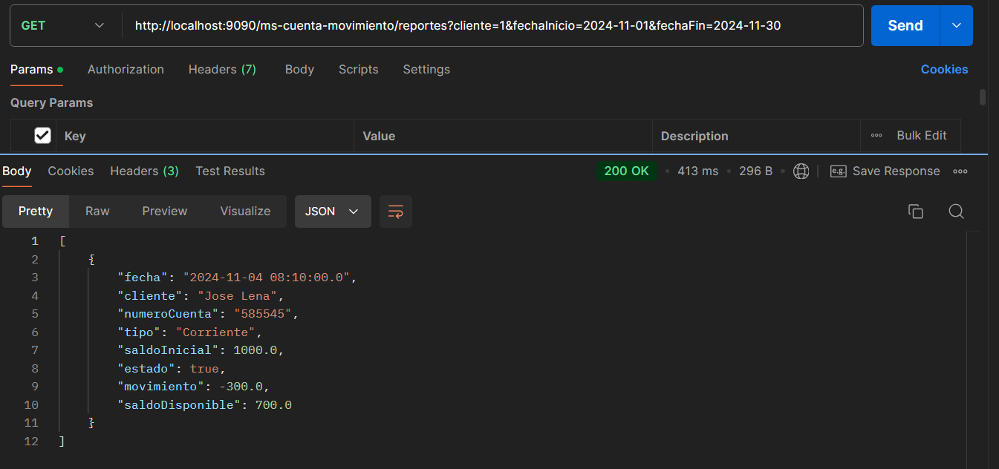 GET http://localhost:9090/ms-cuenta-movimiento/reportes?cliente=1&fechaInicio=2024-11-01&fechaFin=2024-11-30 Send
Params Authorization Headers (7) Body Scripts Settings Cookies
Query Params
Key Value Description Bulk Edit
Body Cookies Headers (3) Test Results 200 OK 413 ms 296 B e.g. Save Response
Pretty Raw Preview Visualize JSON
1 [
2 {
3 "fecha": "2024-11-04 08:10:00.0",
4 "cliente": "Jose Lena",
5 "numeroCuenta": "585545",
6 "tipo": "Corriente",
7 "saldoInicial": 1000.0,
8 "estado": true,
9 "movimiento": -300.0,
10 "saldoDisponible": 700.0
11 }
12 ]